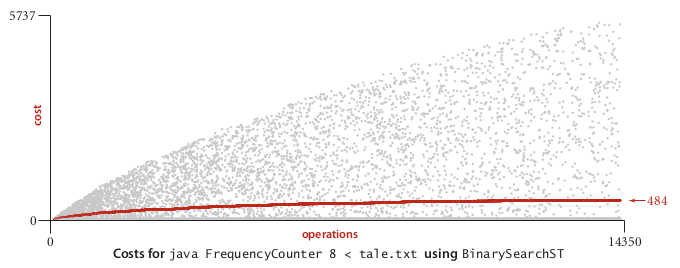 5737
cost
0
484
0
operations
14350
Costs for java FrequencyCounter 8 < tale.txt using BinarySearchST